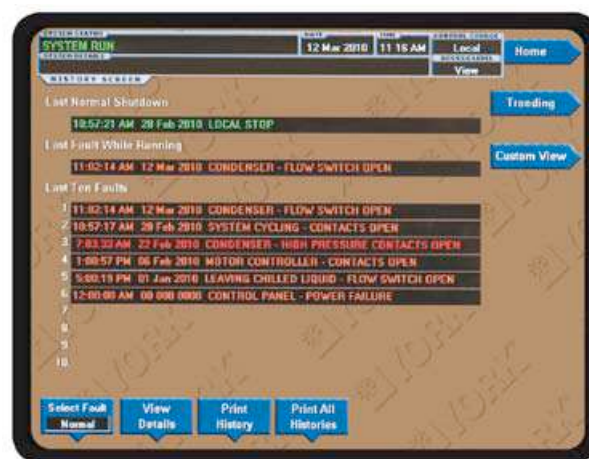 SYSTEM STATUS
SYSTEM RUN
DATE
12 Mar 2010
TIME
11 16 AM
CONTROL SOURCE
Local
Home
SYSTEM DETAILS
ACCESS LEVEL
View
HISTORY SCREEN
Last Normal Shutdown
Trending
10:57:21 AM 28 Feb 2010 LOCAL STOP
Last Fault While Running
Custom View
11:02:14 AM 12 Mar 2010 CONDENSER - FLOW SWITCH OPEN
Last Ten Faults
1 11:02:14 AM 12 Mar 2010 CONDENSER - FLOW SWITCH OPEN
2 10:57:17 AM 28 Feb 2010 SYSTEM CYCLING - CONTACTS OPEN
3 7:03:33 AM 22 Feb 2010 CONDENSER - HIGH PRESSURE CONTACTS OPEN
4 1:00:57 PM 06 Feb 2010 MOTOR CONTROLLER - CONTACTS OPEN
5 5:00:19 PM 01 Jan 2010 LEAVING CHILLED LIQUID - FLOW SWITCH OPEN
6 12:00:00 AM 00 000 0000 CONTROL PANEL - POWER FAILURE
7
8
9
10
Select Fault
Normal
View
Details
Print
History
Print All
Histories
YORK